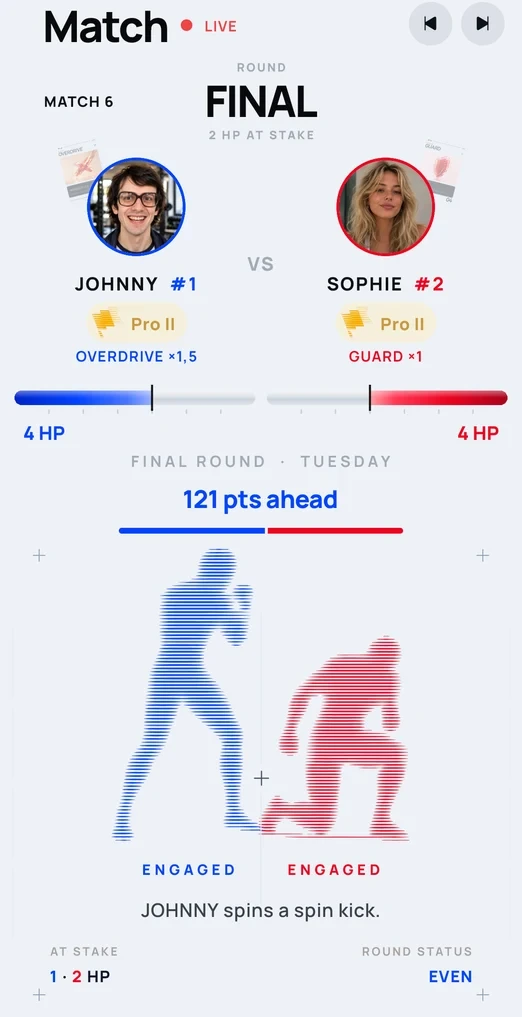 Match LIVE
ROUND
MATCH 6
FINAL
2 HP AT STAKE
OVERDRIVE
GUARD
VS
JOHNNY #1
SOPHIE #2
Pro II
Pro II
OVERDRIVE ×1,5
GUARD ×1
4 HP
4 HP
FINAL ROUND · TUESDAY
121 pts ahead
ENGAGED
ENGAGED
JOHNNY spins a spin kick.
AT STAKE
ROUND STATUS
1 · 2 HP
EVEN